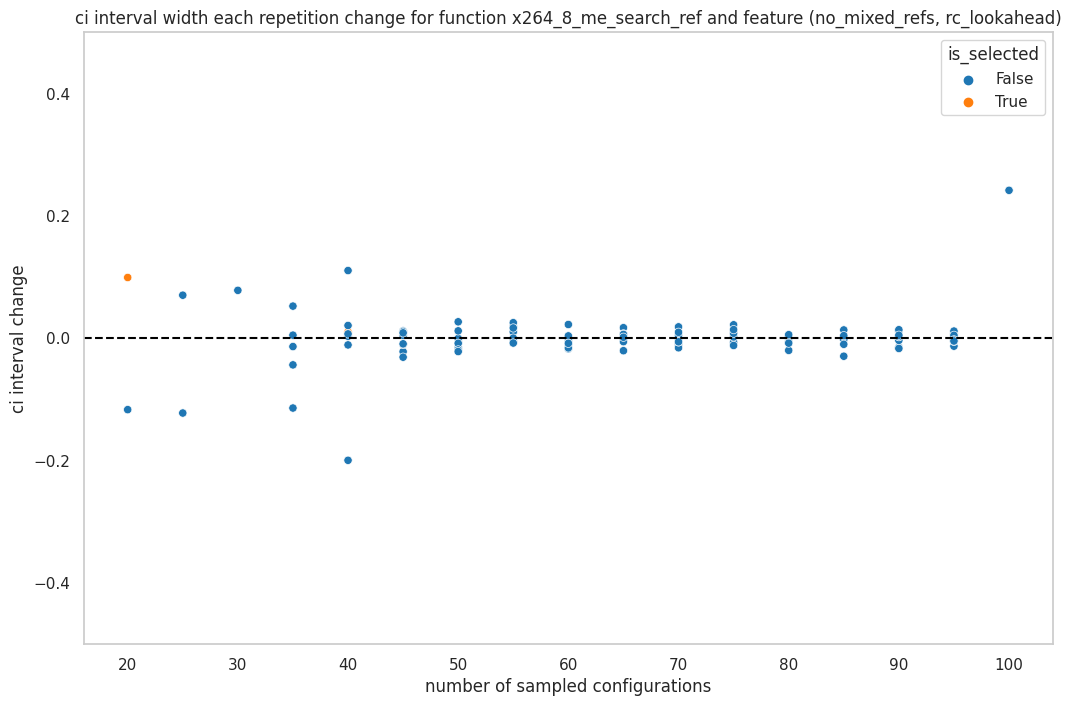 ci interval width each repetition change for function x264_8_me_search_ref and feature (no_mixed_refs, rc_lookahead)
is_selected
False
True
ci interval change
0.4
0.2
0.0
−0.2
−0.4
20 30 40 50 60 70 80 90 100
number of sampled configurations